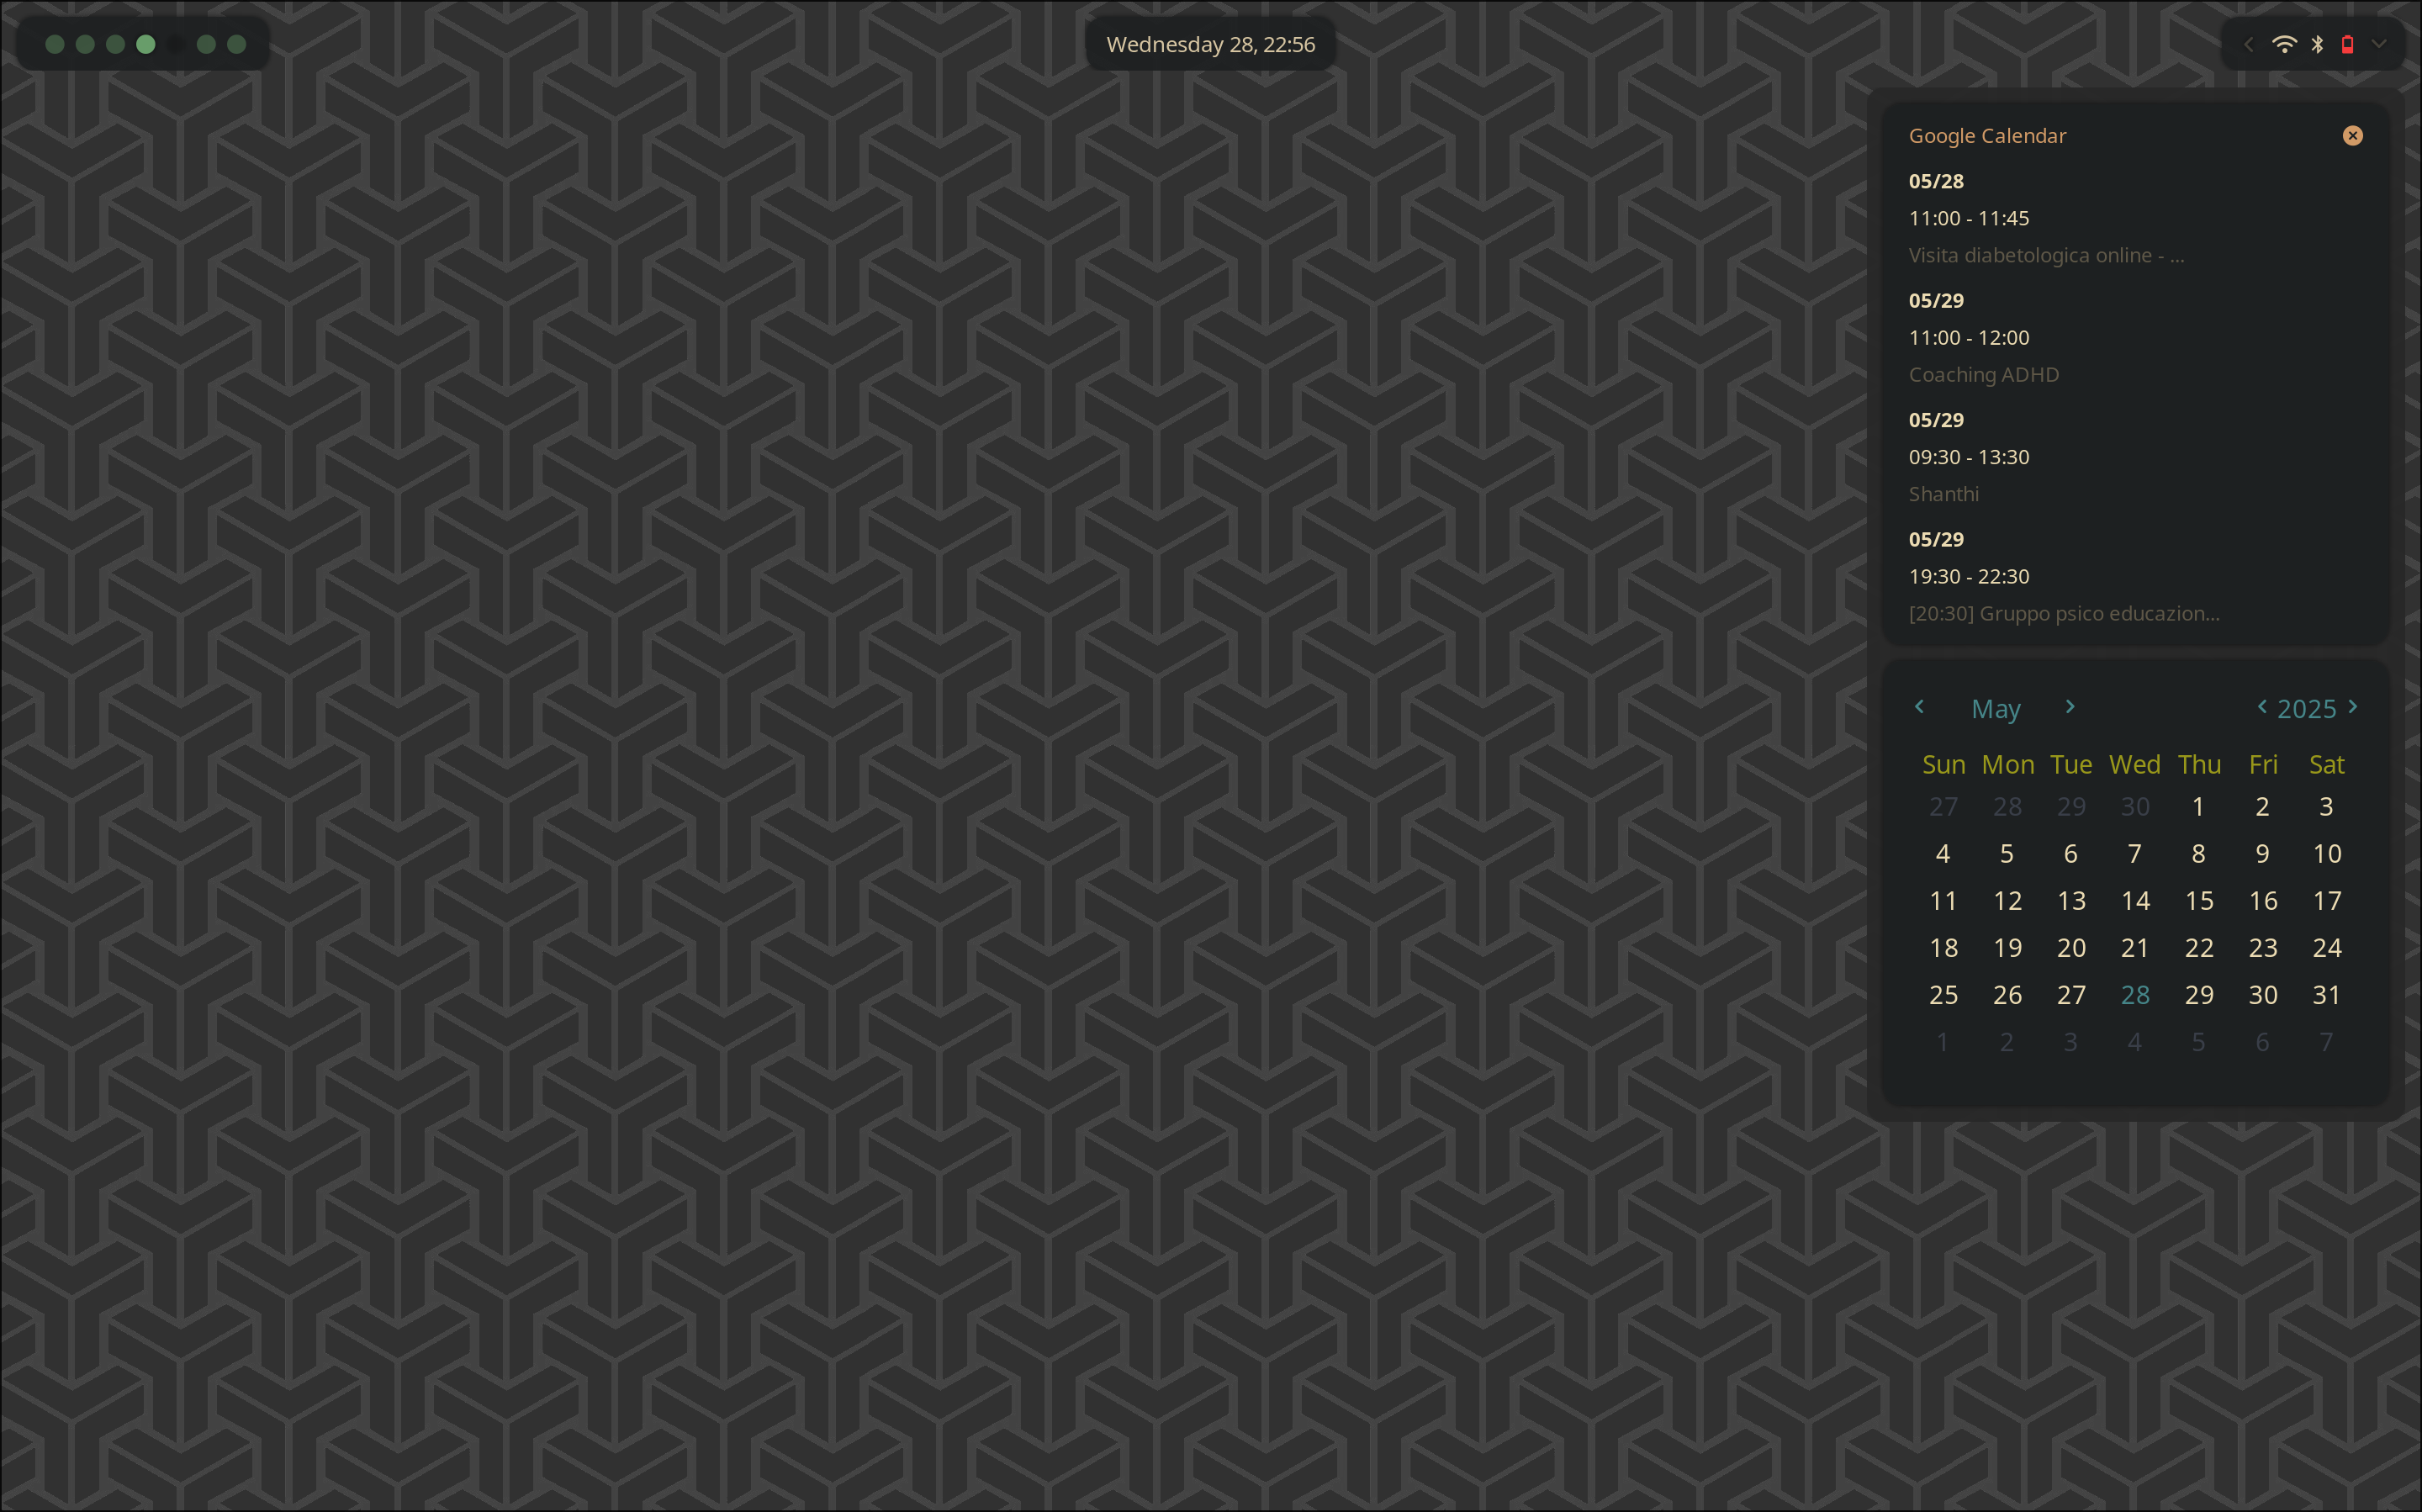 Wednesday 28, 22:56
Google Calendar
05/28
11:00 - 11:45
Visita diabetologica online - ...
05/29
11:00 - 12:00
Coaching ADHD
05/29
09:30 - 13:30
Shanthi
05/29
19:30 - 22:30
[20:30] Gruppo psico educazion...
May 2025
Sun Mon Tue Wed Thu Fri Sat
27 28 29 30 1 2 3
4 5 6 7 8 9 10
11 12 13 14 15 16 17
18 19 20 21 22 23 24
25 26 27 28 29 30 31
1 2 3 4 5 6 7